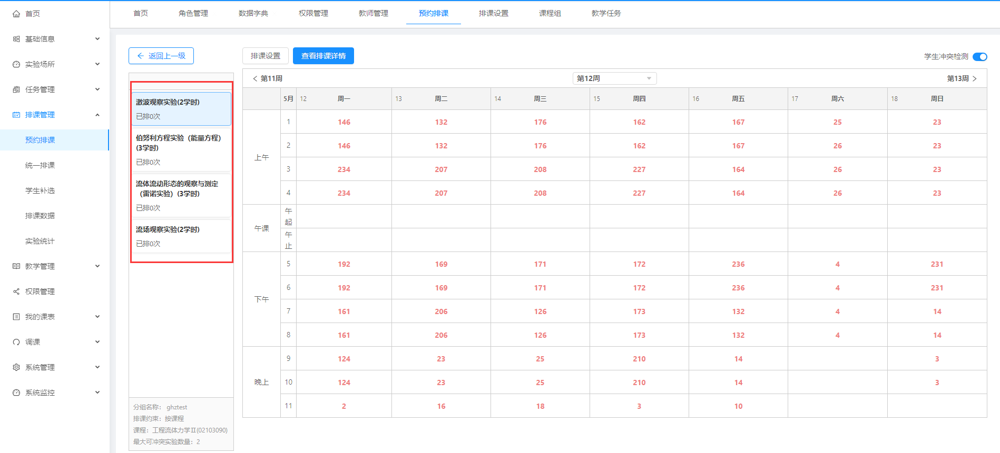 首页
基础信息
实验场所
任务管理
排课管理
预约排课
统一排课
学生补选
排课数据
实验统计
教学管理
权限管理
我的课表
调课
系统管理
系统监控
首页 角色管理 数据字典 权限管理 教师管理 预约排课 排课设置 课程组 教学任务
返回上一级 排课设置 查看排课详情 学生冲突检测
激波观察实验(2学时)
已排0次
伯努利方程实验（能量方程）
(3学时)
已排0次
流体流动形态的观察与测定
（雷诺实验）(3学时)
已排0次
流场观察实验(2学时)
已排0次
分组名称： ghztest
排课约束：按课程
课程：工程流体力学Ⅱ(02103090)
最大可冲突实验数量：2
第11周 第12周 第13周
5月 12 周一 13 周二 14 周三 15 周四 16 周五 17 周六 18 周日
上午
1 146 132 176 162 167 25 23
2 146 132 176 162 167 26 23
3 234 207 208 227 164 26 23
4 234 207 208 227 164 26 23
午课
午
起
午
止
下午
5 192 169 171 172 236 4 231
6 192 169 171 172 236 4 231
7 161 206 126 173 132 4 14
8 161 206 126 173 132 4 14
晚上
9 124 23 25 210 14 3
10 124 23 25 210 14 3
11 2 16 18 3 10